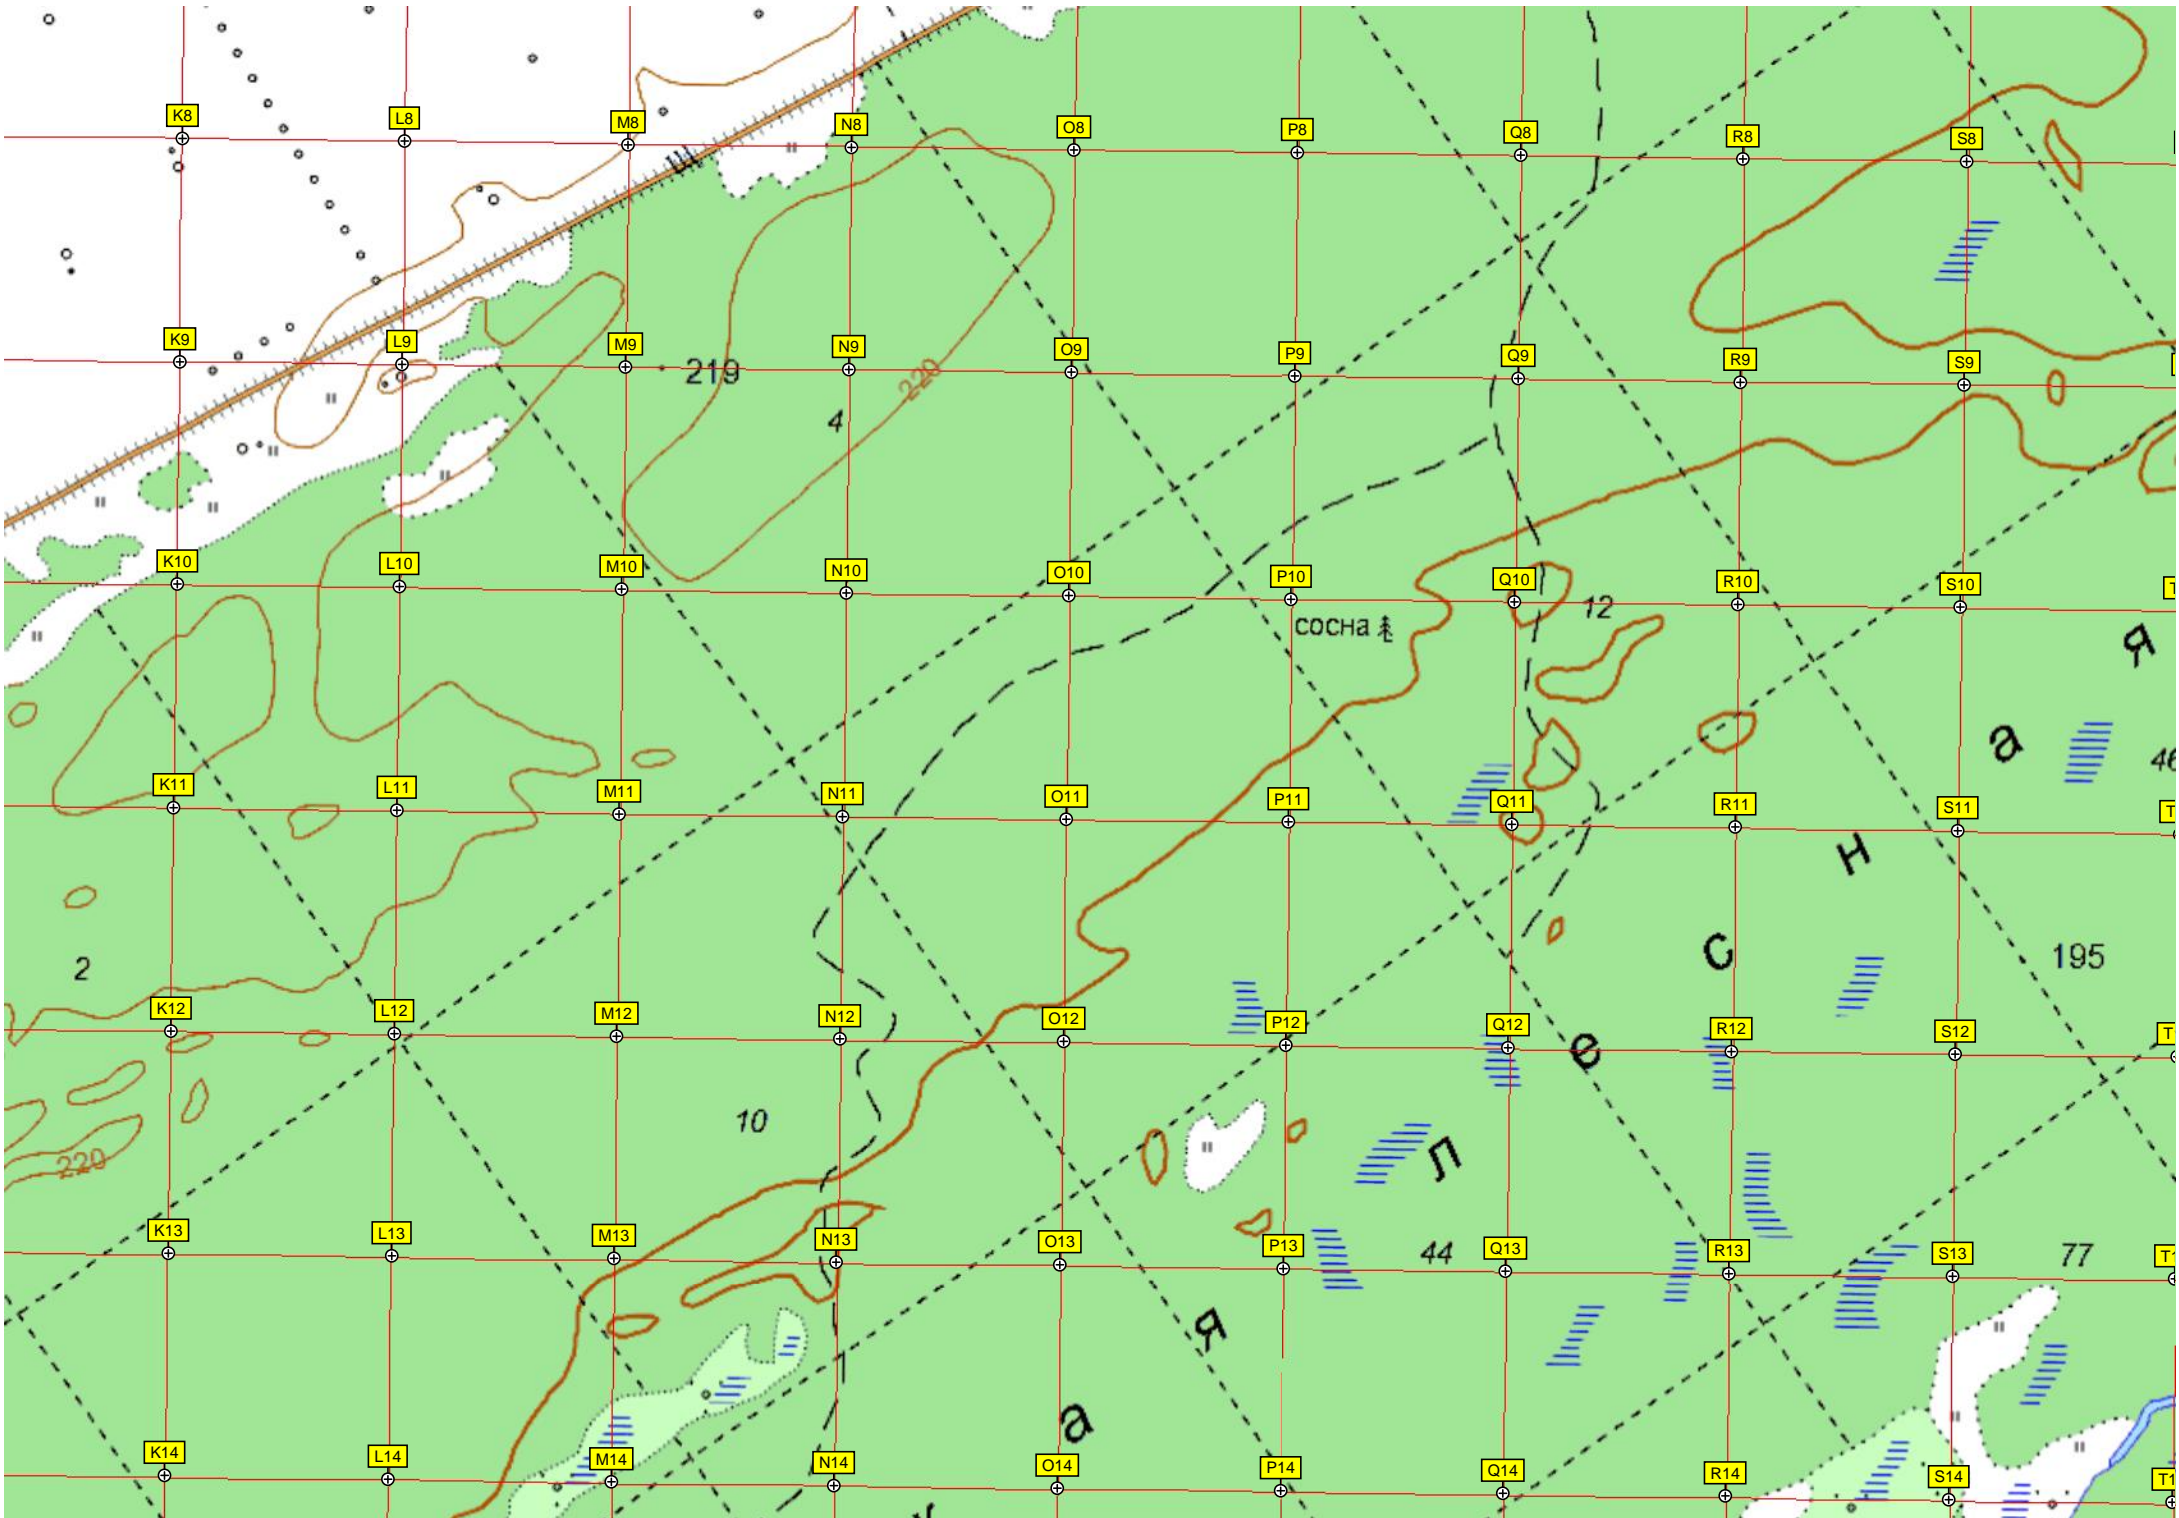 K8 L8 M8 N8 O8 P8 Q8 R8 S8
K9 L9 M9 N9 O9 P9 Q9 R9 S9
219
220
4
K10 L10 M10 N10 O10 P10 Q10 R10 S10
12
сосна
Я
а
46
K11 L11 M11 N11 O11 P11 Q11 R11 S11
Н
2
С
195
K12 L12 M12 N12 O12 P12 Q12 R12 S12
е
10
Л
220
K13 L13 M13 N13 O13 P13 Q13 R13 S13
44
77
Я
а
K14 L14 M14 N14 O14 P14 Q14 R14 S14